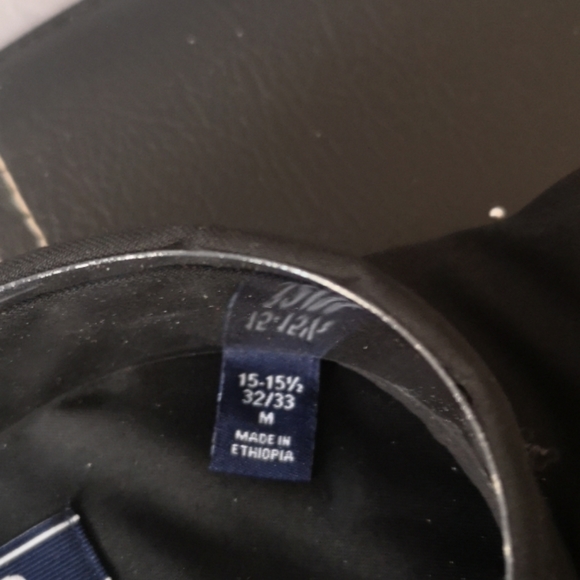 15-15½
32/33
M
MADE IN
ETHIOPIA